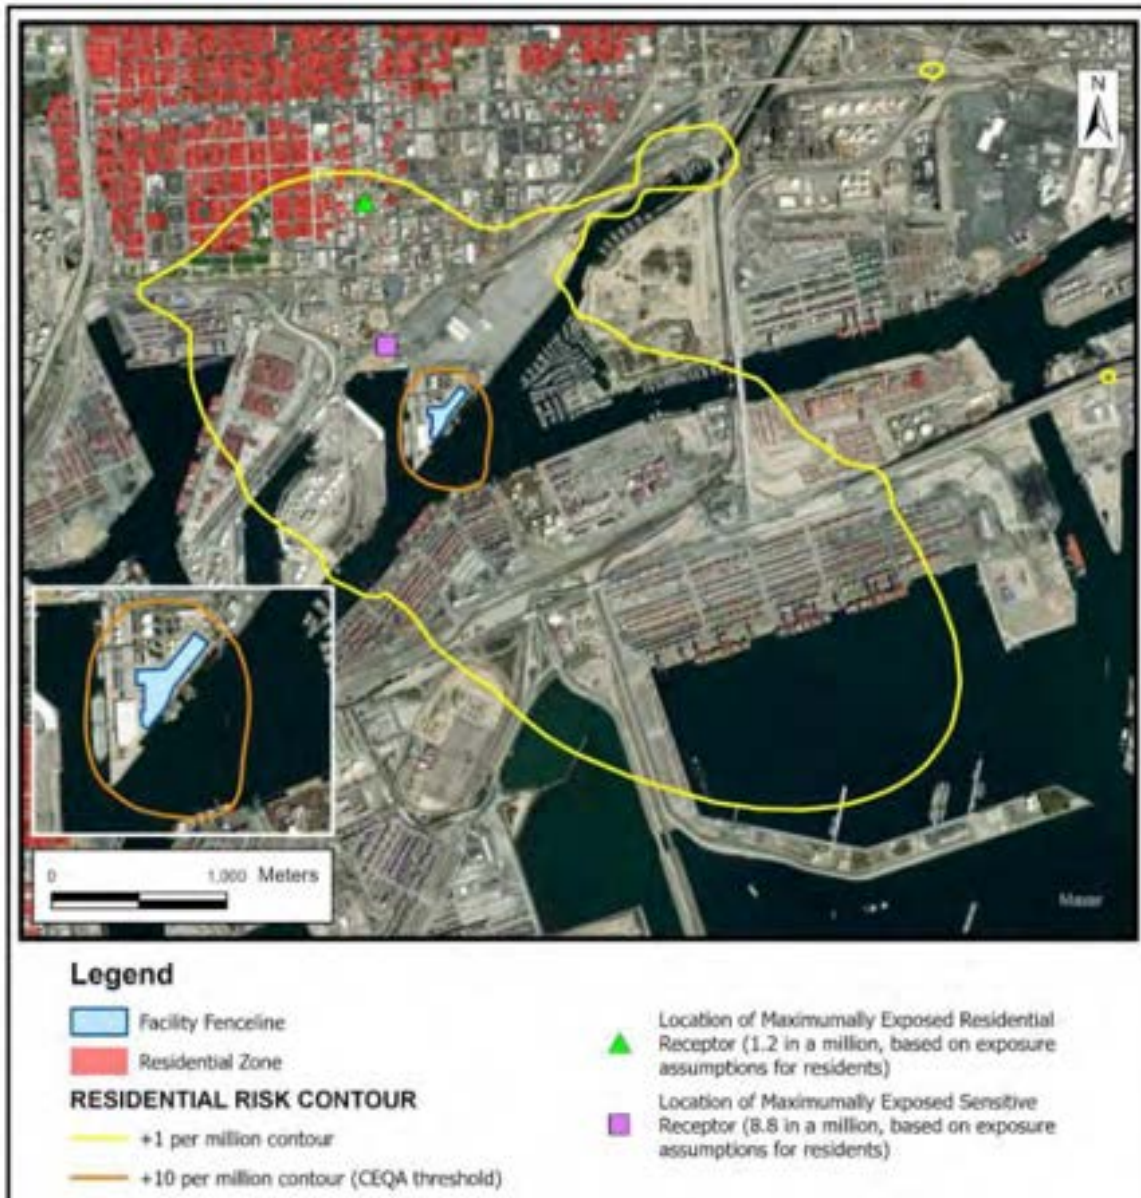 N
0 1,000 Meters
Maxar
Legend
Facility Fenceline
Residential Zone
RESIDENTIAL RISK CONTOUR
+1 per million contour
+10 per million contour (CEQA threshold)
Location of Maximumally Exposed Residential
Receptor (1.2 in a million, based on exposure
assumptions for residents)
Location of Maximumally Exposed Sensitive
Receptor (8.8 in a million, based on exposure
assumptions for residents)